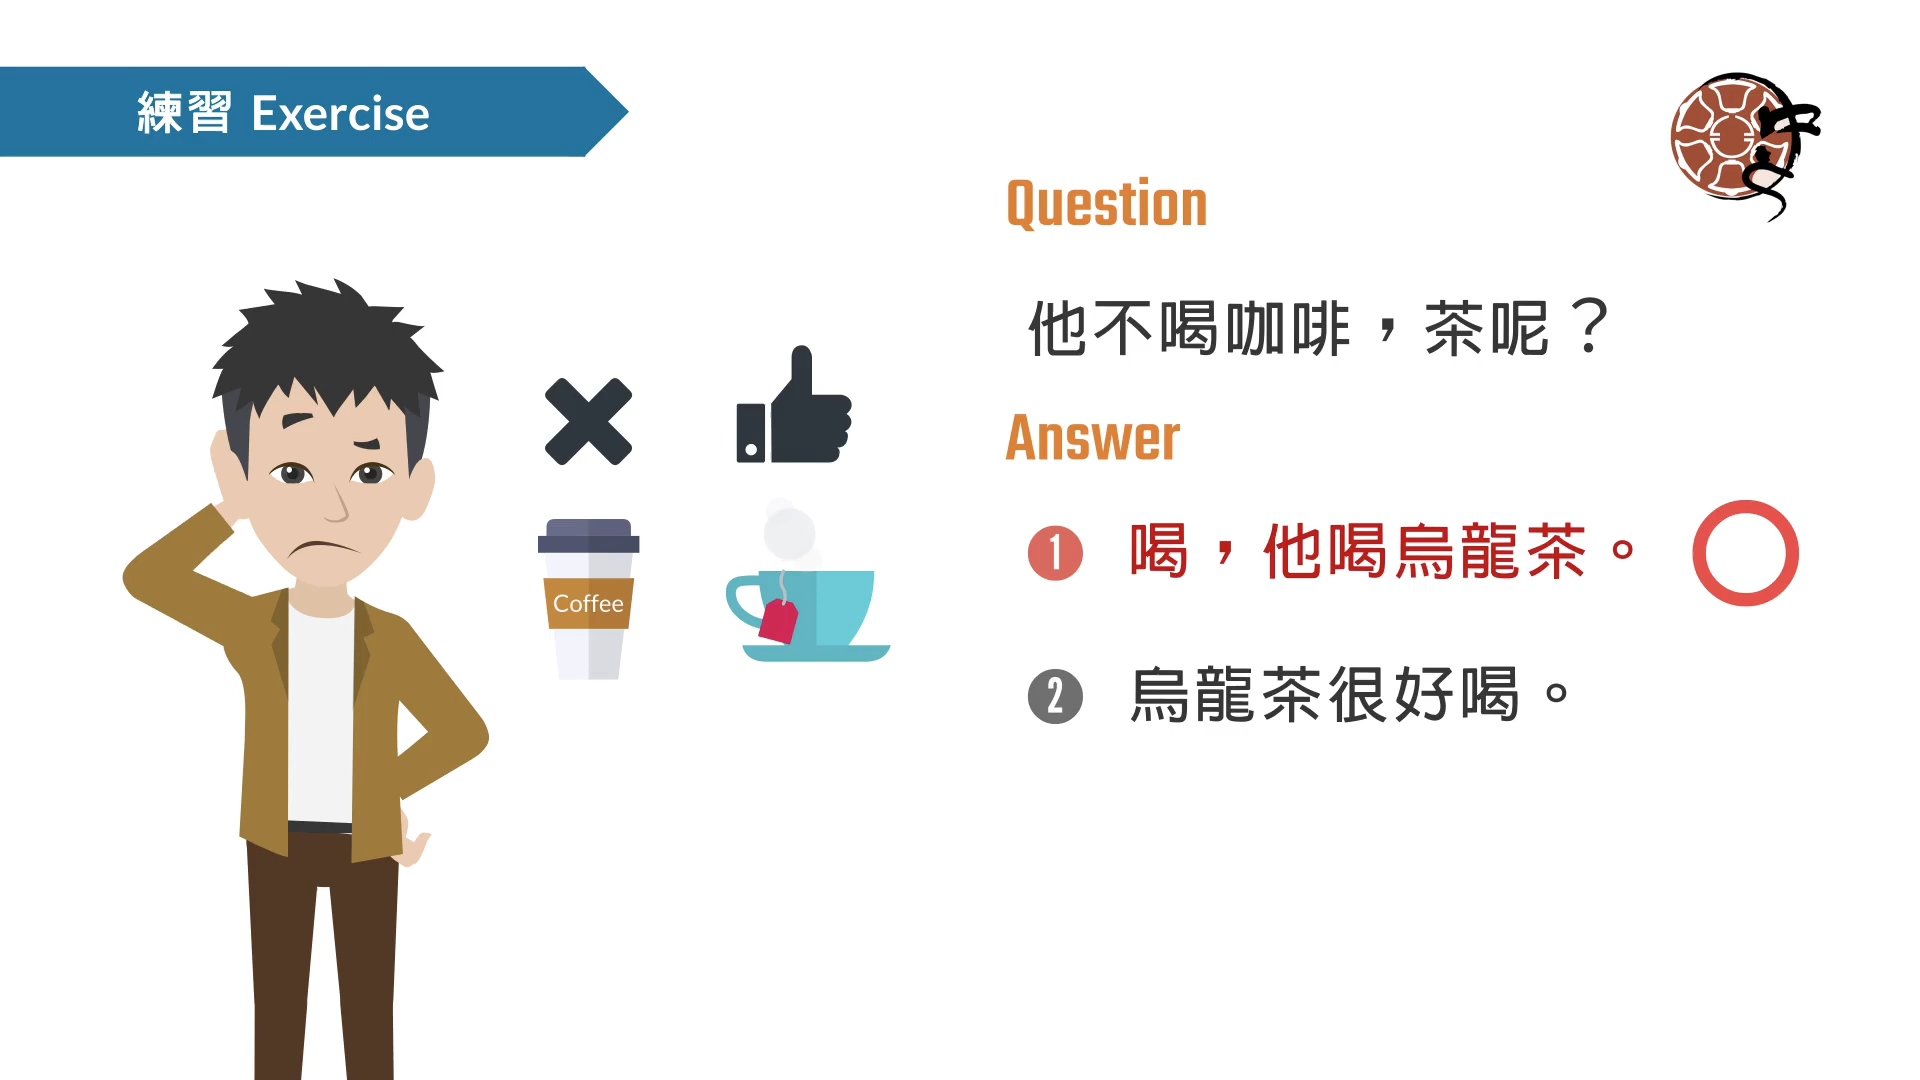 練習 Exercise
Question
他不喝咖啡，茶呢？
Answer
1 喝，他喝烏龍茶。
2 烏龍茶很好喝。
Coffee